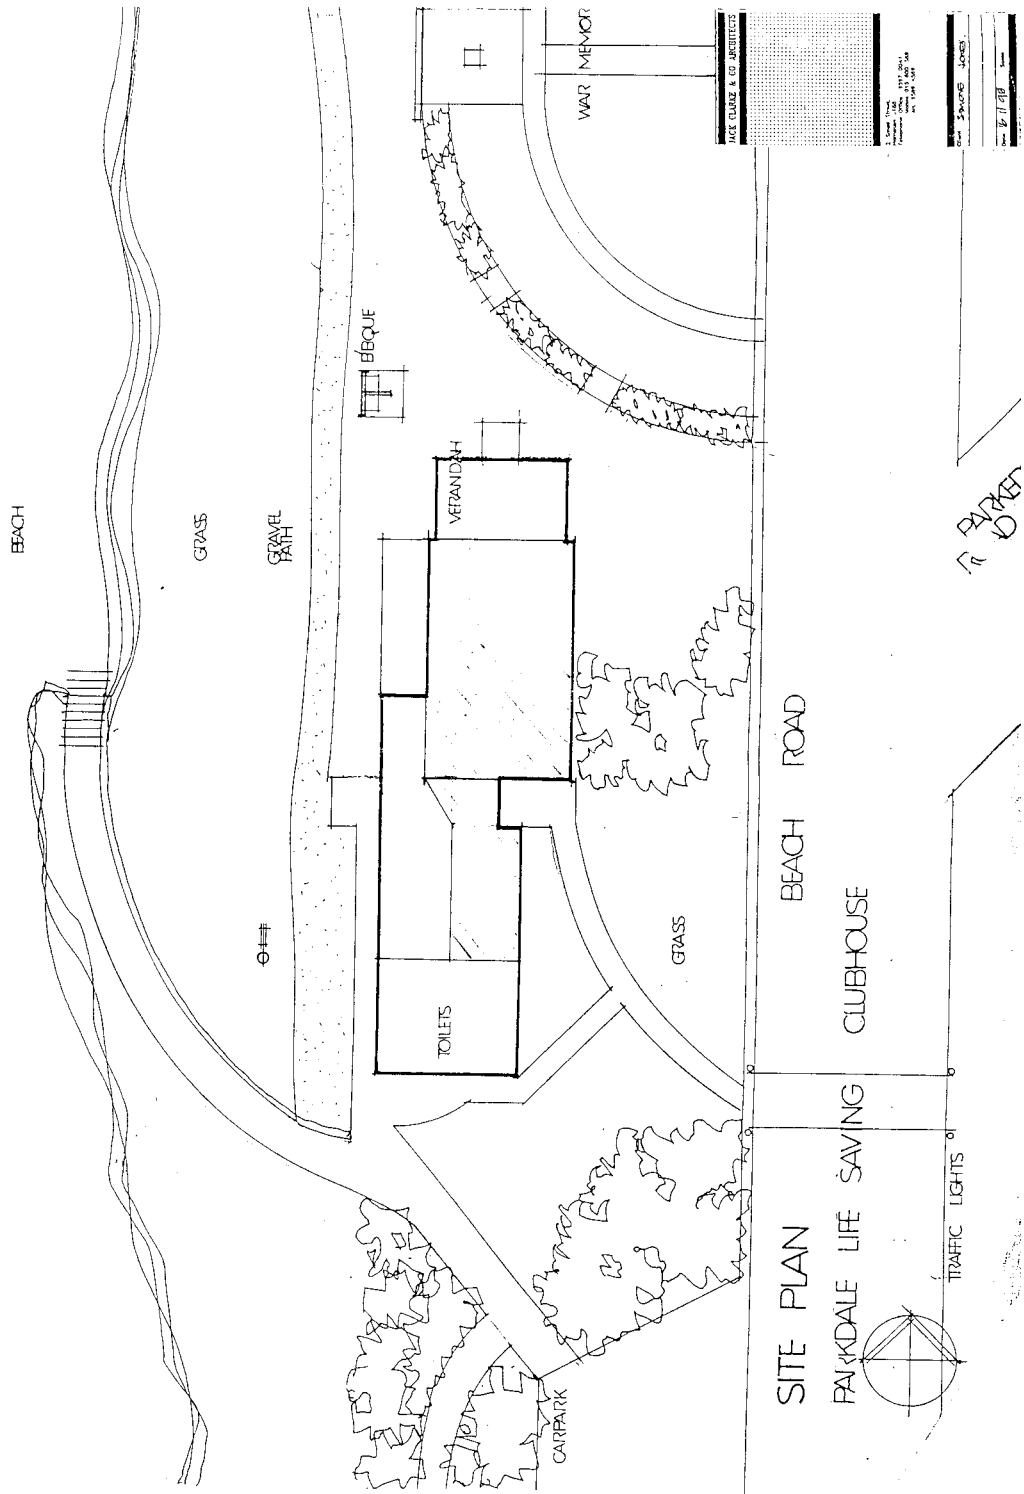 BEACH
GRASS
GRAVEL
PATH
B'BQUE
WAR MEMOR
VERANDAH
TOILETS
GRASS
CARPARK
BEACH ROAD
SITE PLAN
PARKDALE LIFE SAVING CLUBHOUSE
TRAFFIC LIGHTS
JACK CLARKE & CO ARCHITECTS